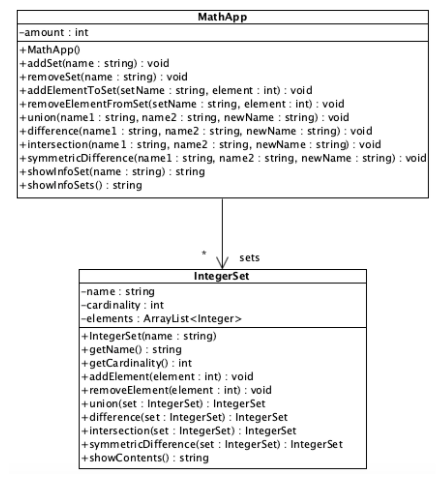 MathApp
-amount : int
+MathApp()
+addSet(name : string) : void
+removeSet(name : string) : void
+addElementToSet(setName : string, element : int) : void
+removeElementFromSet(setName : string, element : int) : void
+union(name1 : string, name2 : string, newName : string) : void
+difference(name1 : string, name2 : string, newName : string) : void
+intersection(name1 : string, name2 : string, newName : string) : void
+symmetricDifference(name1 : string, name2 : string, newName : string) : void
+showInfoSet(name : string) : string
+showInfoSets() : string
* sets
IntegerSet
-name : string
-cardinality : int
-elements : ArrayList<Integer>
+IntegerSet(name : string)
+getName() : string
+getCardinality() : int
+addElement(element : int) : void
+removeElement(element : int) : void
+union(set : IntegerSet) : IntegerSet
+difference(set : IntegerSet) : IntegerSet
+intersection(set : IntegerSet) : IntegerSet
+symmetricDifference(set : IntegerSet) : IntegerSet
+showContents() : string